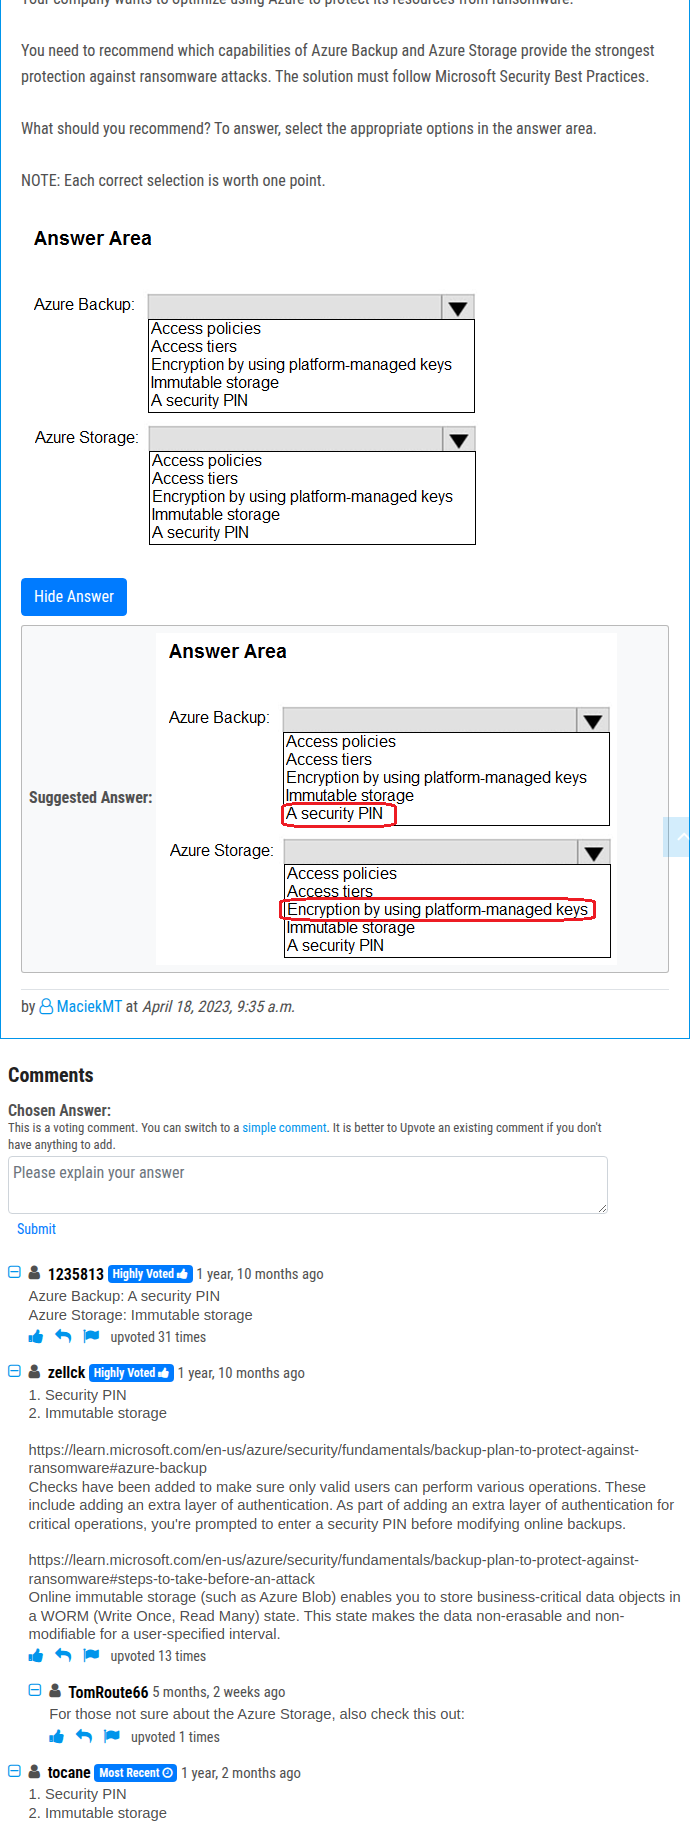 Your company wants to optimize using Azure to protect its resources from ransomware.
You need to recommend which capabilities of Azure Backup and Azure Storage provide the strongest
protection against ransomware attacks. The solution must follow Microsoft Security Best Practices.
What should you recommend? To answer, select the appropriate options in the answer area.
NOTE: Each correct selection is worth one point.
Answer Area
Azure Backup:
Access policies
Access tiers
Encryption by using platform-managed keys
Immutable storage
A security PIN
Azure Storage:
Access policies
Access tiers
Encryption by using platform-managed keys
Immutable storage
A security PIN
Hide Answer
Suggested Answer:
Answer Area
Azure Backup:
Access policies
Access tiers
Encryption by using platform-managed keys
Immutable storage
A security PIN
Azure Storage:
Access policies
Access tiers
Encryption by using platform-managed keys
Immutable storage
A security PIN
by MaciekMT at April 18, 2023, 9:35 a.m.
Comments
Chosen Answer:
This is a voting comment. You can switch to a simple comment. It is better to Upvote an existing comment if you don't
have anything to add.
Please explain your answer
Submit
1235813 Highly Voted 1 year, 10 months ago
Azure Backup: A security PIN
Azure Storage: Immutable storage
upvoted 31 times
zellck Highly Voted 1 year, 10 months ago
1. Security PIN
2. Immutable storage
https://learn.microsoft.com/en-us/azure/security/fundamentals/backup-plan-to-protect-against-
ransomware#azure-backup
Checks have been added to make sure only valid users can perform various operations. These
include adding an extra layer of authentication. As part of adding an extra layer of authentication for
critical operations, you're prompted to enter a security PIN before modifying online backups.
https://learn.microsoft.com/en-us/azure/security/fundamentals/backup-plan-to-protect-against-
ransomware#steps-to-take-before-an-attack
Online immutable storage (such as Azure Blob) enables you to store business-critical data objects in
a WORM (Write Once, Read Many) state. This state makes the data non-erasable and non-
modifiable for a user-specified interval.
upvoted 13 times
TomRoute66 5 months, 2 weeks ago
For those not sure about the Azure Storage, also check this out:
upvoted 1 times
tocane Most Recent 1 year, 2 months ago
1. Security PIN
2. Immutable storage